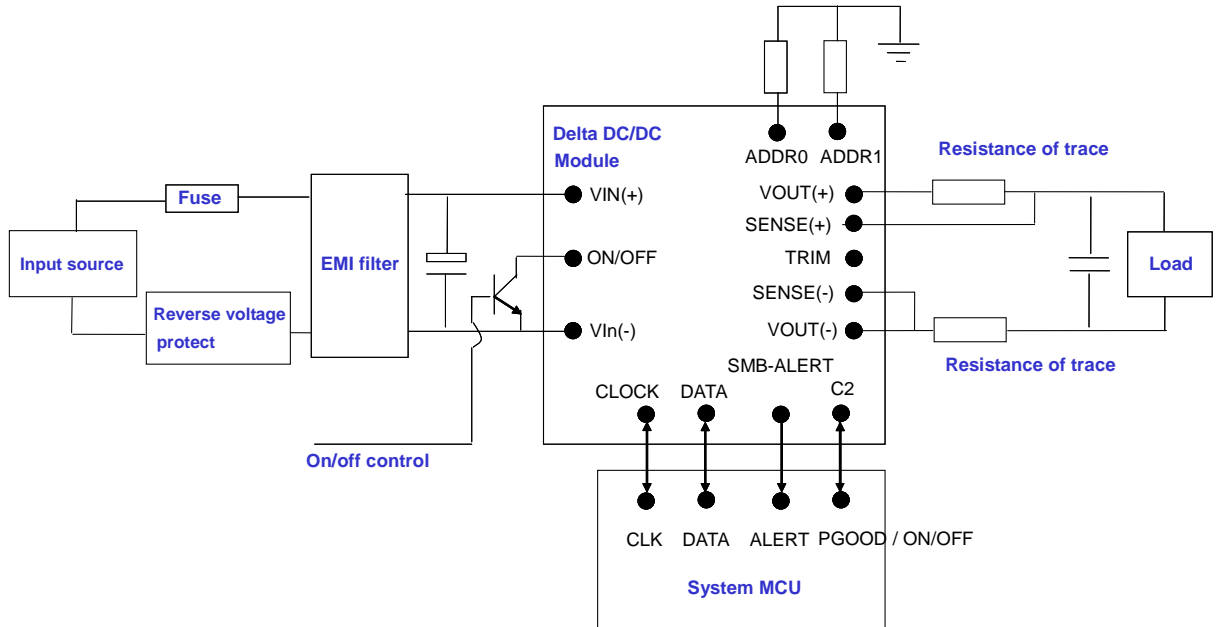 Delta DC/DC
Module
ADDR0 ADDR1
Resistance of trace
Fuse
VIN(+)
VOUT(+)
SENSE(+)
Input source
EMI filter
ON/OFF
TRIM
Load
SENSE(-)
Reverse voltage
protect
VIn(-)
VOUT(-)
SMB-ALERT
Resistance of trace
CLOCK DATA
C2
On/off control
CLK DATA ALERT PGOOD / ON/OFF
System MCU